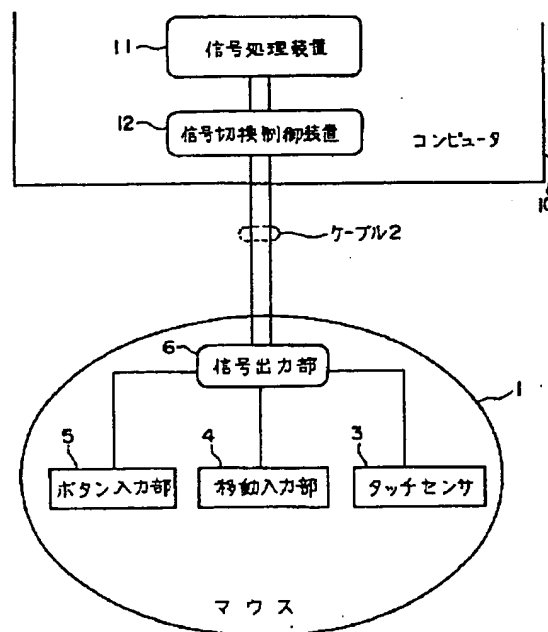 11
信号処理装置
12
信号切換制御装置
コンピュータ
10
ケーブル2
6
信号出力部
1
5
ボタン入力部
4
移動入力部
3
タッチセンサ
マウス